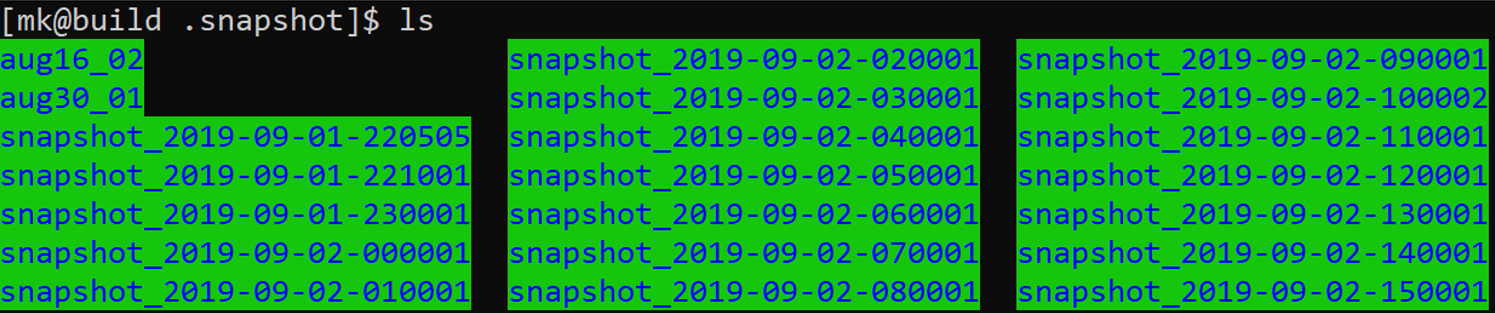 [mk@build .snapshot]$ ls
aug16_02 snapshot_2019-09-02-020001 snapshot_2019-09-02-090001
aug30_01 snapshot_2019-09-02-030001 snapshot_2019-09-02-100002
snapshot_2019-09-01-220505 snapshot_2019-09-02-040001 snapshot_2019-09-02-110001
snapshot_2019-09-01-221001 snapshot_2019-09-02-050001 snapshot_2019-09-02-120001
snapshot_2019-09-01-230001 snapshot_2019-09-02-060001 snapshot_2019-09-02-130001
snapshot_2019-09-02-000001 snapshot_2019-09-02-070001 snapshot_2019-09-02-140001
snapshot_2019-09-02-010001 snapshot_2019-09-02-080001 snapshot_2019-09-02-150001